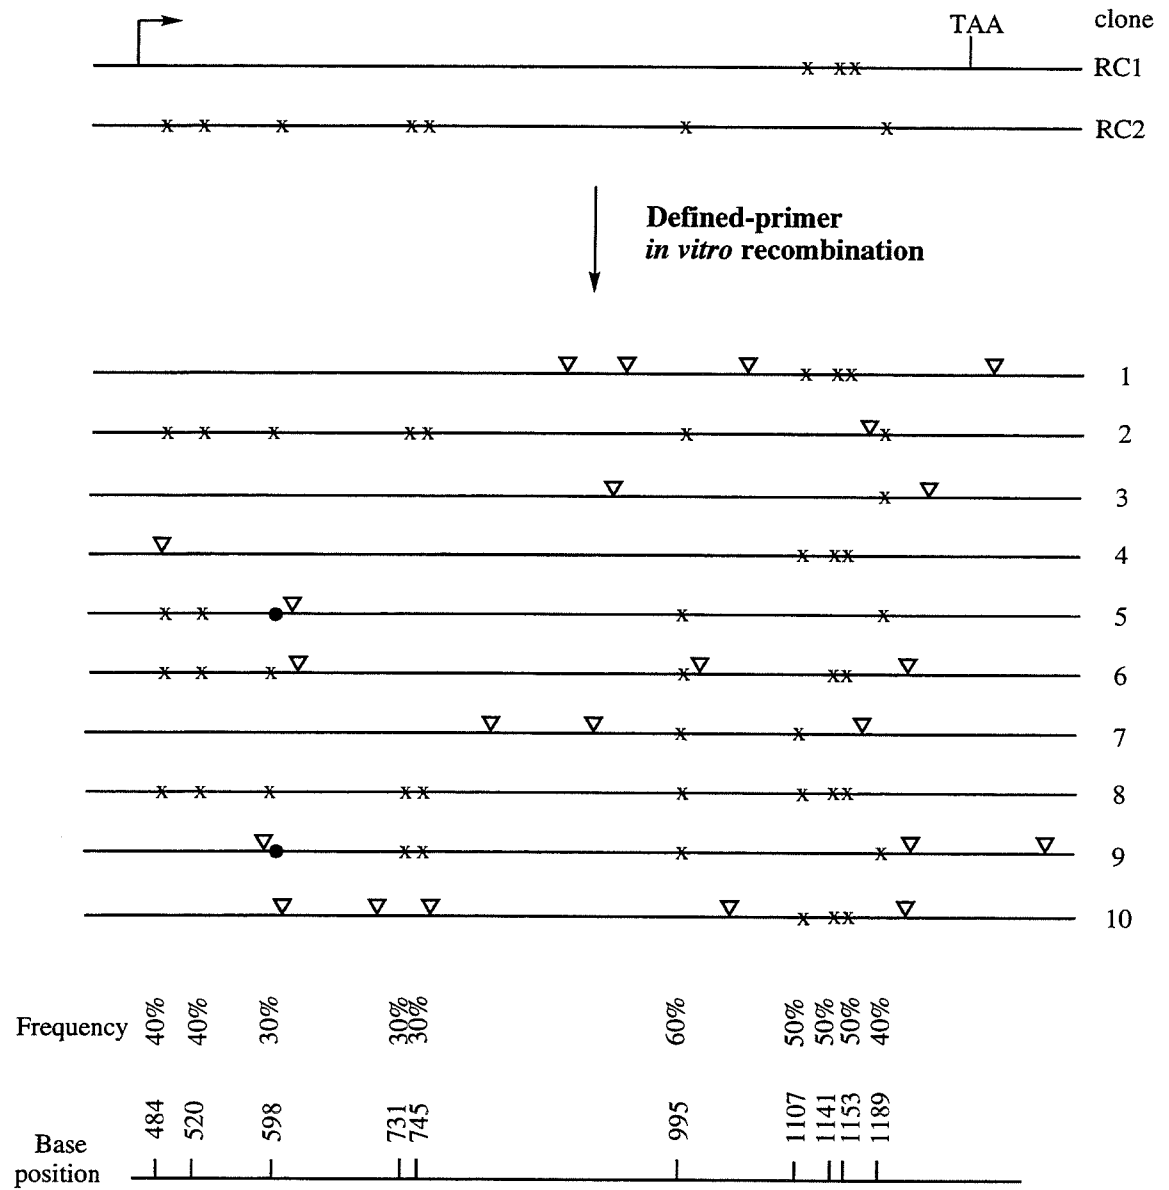 clone
TAA
RC1
RC2
Defined-primer
in vitro recombination
1
2
3
4
5
6
7
8
9
10
Frequency 40% 40% 30% 30% 30% 60% 50% 50% 50% 40%
484 520 598 731 745 995 1107 1141 1153 1189
Base
position